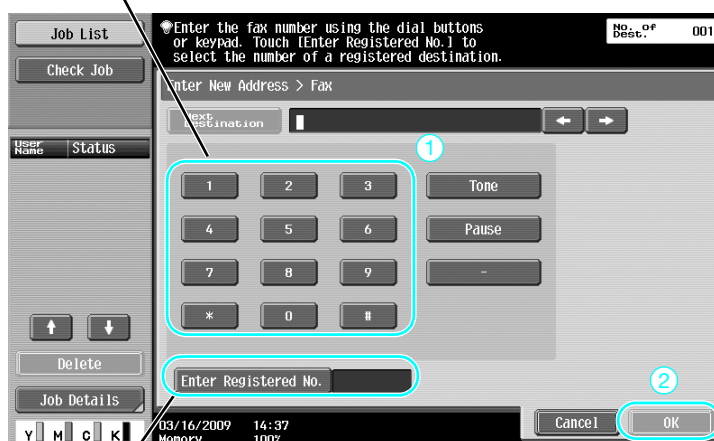 Job List
Check Job
User Name
Status
Delete
Job Details
Y M C K
Enter the fax number using the dial buttons
or keypad. Touch [Enter Registered No.] to
select the number of a registered destination.
No. of Dest. 001
Enter New Address > Fax
Next Destination
← →
1
1 2 3 Tone
4 5 6 Pause
7 8 9 -
* 0 #
Enter Registered No.
2
Cancel OK
03/16/2009 14:37
Memory 100%